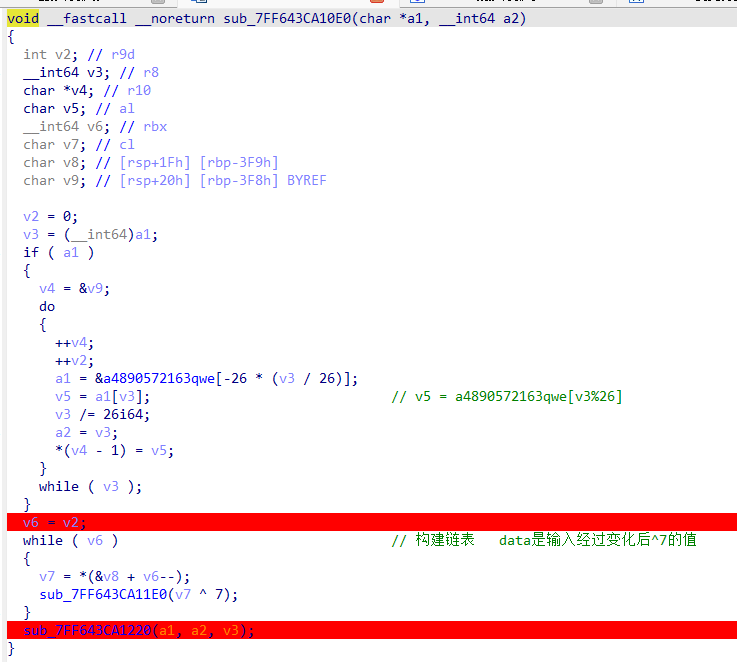 void __fastcall __noreturn sub_7FF643CA10E0(char *a1, __int64 a2)
{
  int v2; // r9d
  __int64 v3; // r8
  char *v4; // r10
  char v5; // al
  __int64 v6; // rbx
  char v7; // cl
  char v8; // [rsp+1Fh] [rbp-3F9h]
  char v9; // [rsp+20h] [rbp-3F8h] BYREF

  v2 = 0;
  v3 = (__int64)a1;
  if ( a1 )
  {
    v4 = &v9;
    do
    {
      ++v4;
      ++v2;
      a1 = &a4890572163qwe[-26 * (v3 / 26)];
      v5 = a1[v3]; // v5 = a4890572163qwe[v3%26]
      v3 /= 26i64;
      a2 = v3;
      *(v4 - 1) = v5;
    }
    while ( v3 );
  }
  v6 = v2;
  while ( v6 ) // 构建链表 data是输入经过变化后^7的值
  {
    v7 = *(&v8 + v6--);
    sub_7FF643CA11E0(v7 ^ 7);
  }
  sub_7FF643CA1220(a1, a2, v3);
}